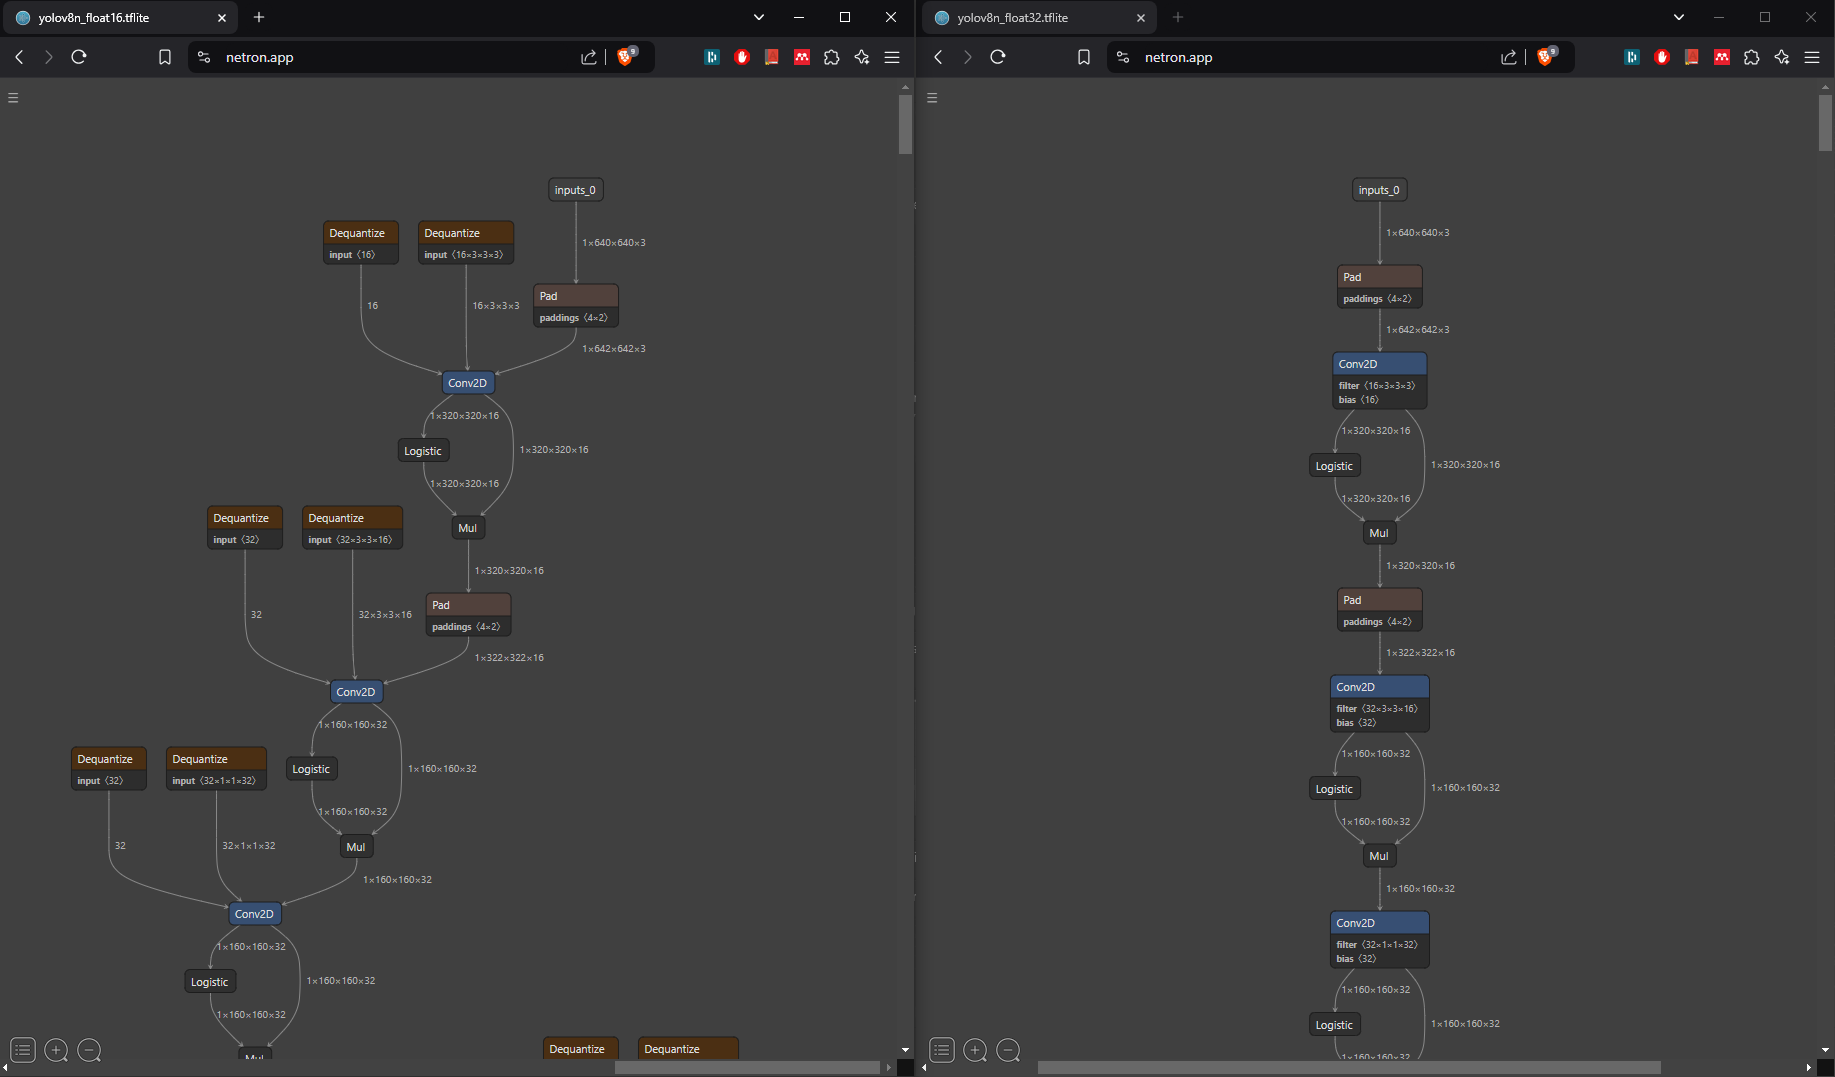 yolov8n_float16.tflite
netron.app
9
inputs_0
1×640×640×3
Dequantize
input ⟨16⟩
Dequantize
input ⟨16×3×3×3⟩
Pad
paddings ⟨4×2⟩
16
16×3×3×3
1×642×642×3
Conv2D
1×320×320×16
Logistic
1×320×320×16
1×320×320×16
Mul
Dequantize
input ⟨32⟩
Dequantize
input ⟨32×3×3×16⟩
1×320×320×16
Pad
paddings ⟨4×2⟩
32
32×3×3×16
1×322×322×16
Conv2D
1×160×160×32
Logistic
1×160×160×32
1×160×160×32
Mul
Dequantize
input ⟨32⟩
Dequantize
input ⟨32×1×1×32⟩
32
32×1×1×32
1×160×160×32
Conv2D
1×160×160×32
Logistic
1×160×160×32
1×160×160×32
Mul
Dequantize
Dequantize
yolov8n_float32.tflite
netron.app
9
inputs_0
1×640×640×3
Pad
paddings ⟨4×2⟩
1×642×642×3
Conv2D
filter ⟨16×3×3×3⟩
bias ⟨16⟩
1×320×320×16
Logistic
1×320×320×16
1×320×320×16
Mul
1×320×320×16
Pad
paddings ⟨4×2⟩
1×322×322×16
Conv2D
filter ⟨32×3×3×16⟩
bias ⟨32⟩
1×160×160×32
Logistic
1×160×160×32
1×160×160×32
Mul
1×160×160×32
Conv2D
filter ⟨32×1×1×32⟩
bias ⟨32⟩
1×160×160×32
Logistic
1×160×160×32
1×160×160×32